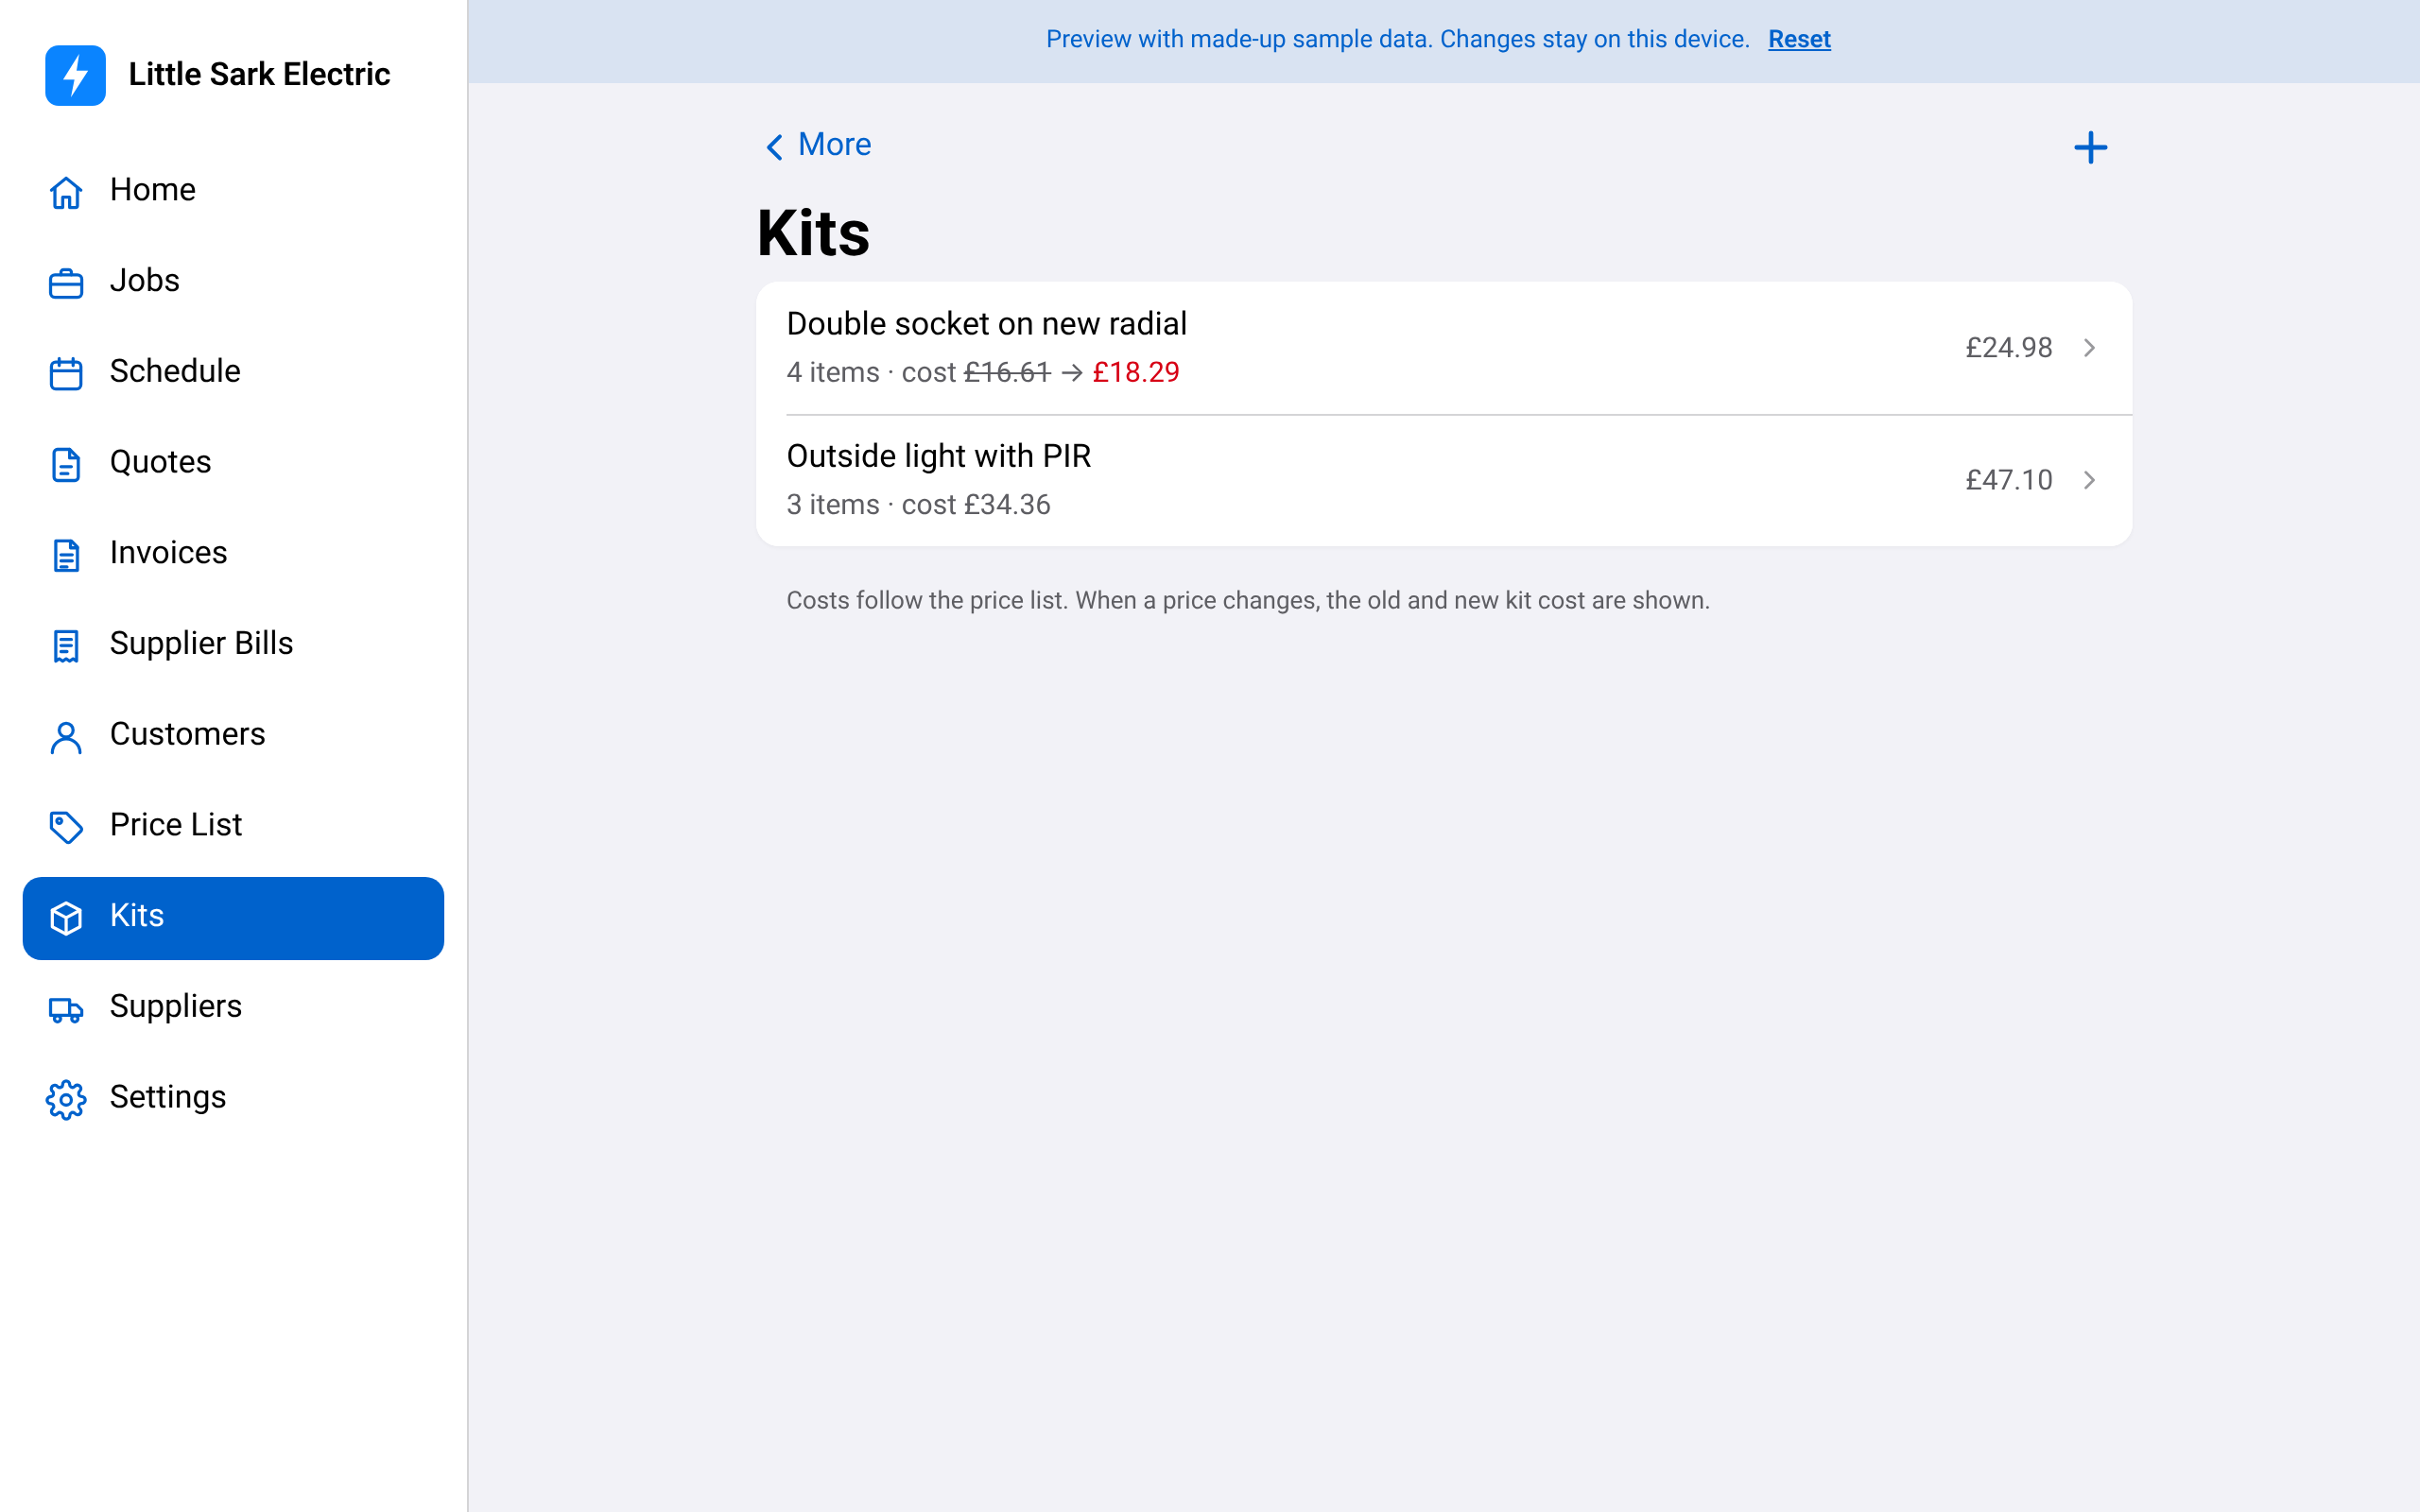 Little Sark Electric
Home
Jobs
Schedule
Quotes
Invoices
Supplier Bills
Customers
Price List
Kits
Suppliers
Settings
Preview with made-up sample data. Changes stay on this device. Reset
More
Kits
Double socket on new radial
4 items · cost £16.61 → £18.29
£24.98
Outside light with PIR
3 items · cost £34.36
£47.10
Costs follow the price list. When a price changes, the old and new kit cost are shown.